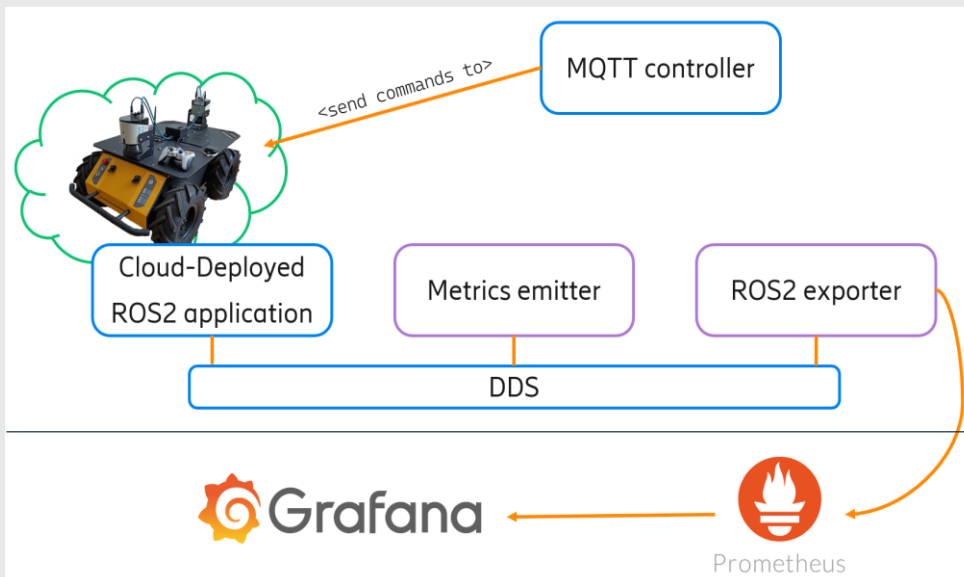 MQTT controller
<send commands to>
Cloud-Deployed
ROS2 application
Metrics emitter
ROS2 exporter
DDS
Grafana
Prometheus